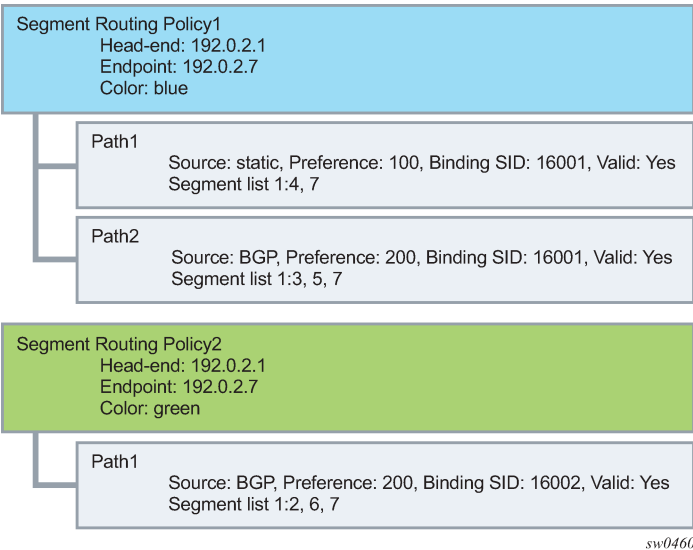 Segment Routing Policy1
Head-end: 192.0.2.1
Endpoint: 192.0.2.7
Color: blue
Path1
Source: static, Preference: 100, Binding SID: 16001, Valid: Yes
Segment list 1:4, 7
Path2
Source: BGP, Preference: 200, Binding SID: 16001, Valid: Yes
Segment list 1:3, 5, 7
Segment Routing Policy2
Head-end: 192.0.2.1
Endpoint: 192.0.2.7
Color: green
Path1
Source: BGP, Preference: 200, Binding SID: 16002, Valid: Yes
Segment list 1:2, 6, 7
sw0460